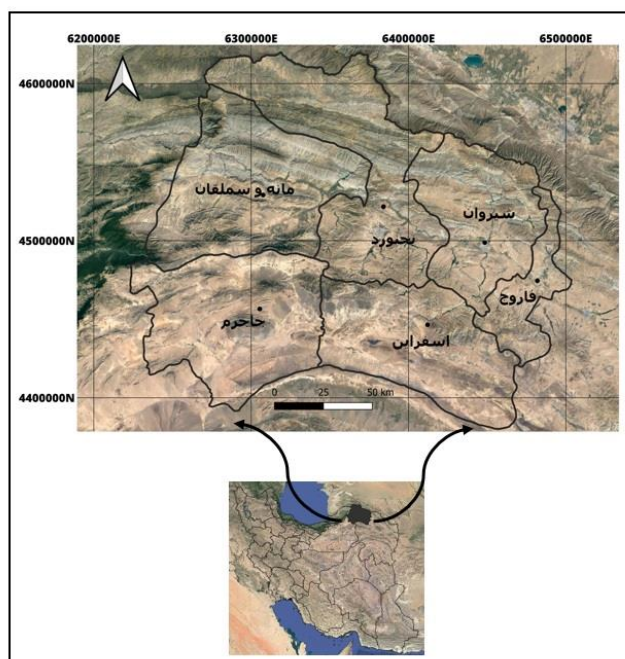 6200000E 6300000E 6400000E 6500000E
4600000N
مانه و سملقان
شیروان
بجنورد
4500000N
فاروج
جاجرم
اسفراین
4400000N
0 25 50 km